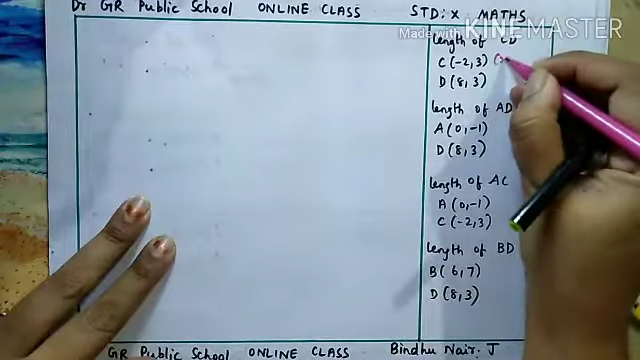 Dr GR Public School ONLINE CLASS STD: X MATHS
Made with KINEMASTER
length of CD
C(-2,3)
D(8,3)
length of AD
A(0,-1)
D(8,3)
length of AC
A(0,-1)
C(-2,3)
length of BD
B(6,7)
D(8,3)
GR Public School ONLINE CLASS Bindhu Nair. J